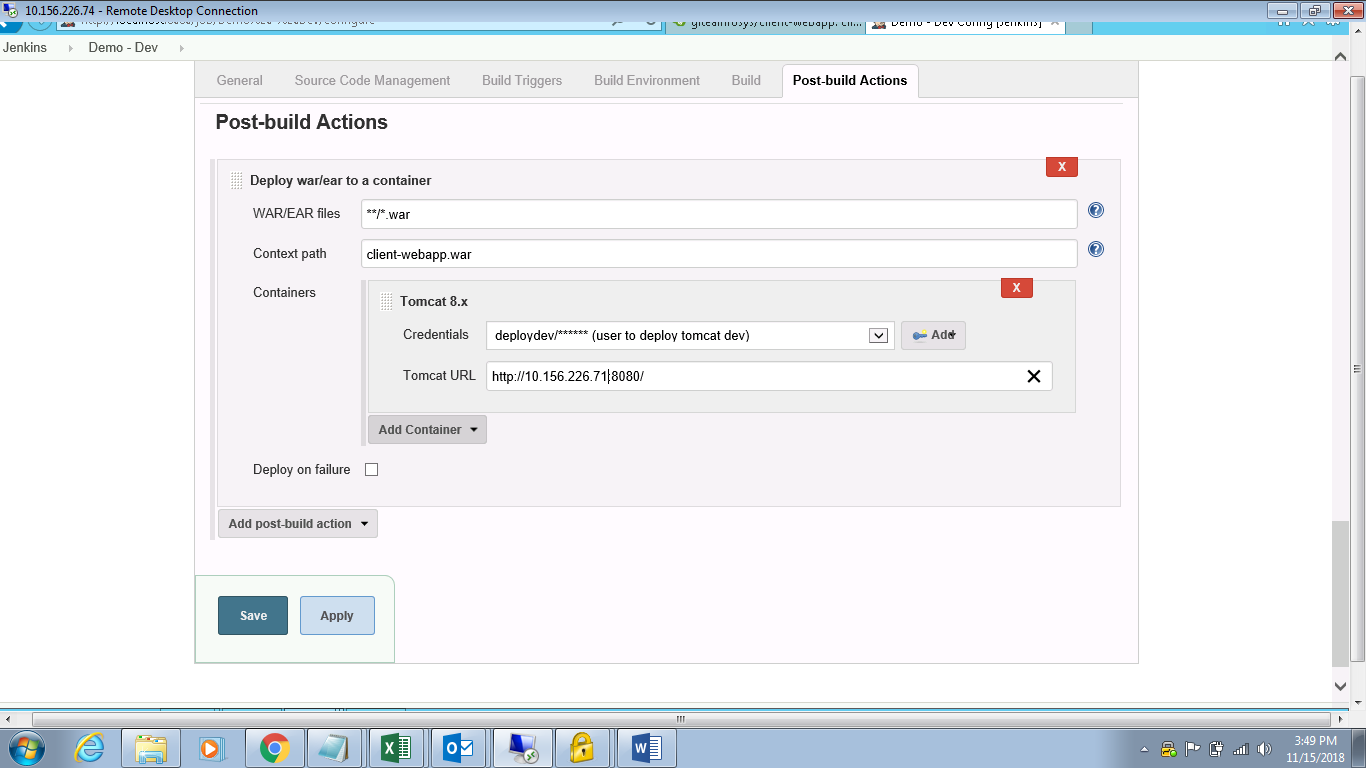 10.156.226.74 - Remote Desktop Connection
Demo - Dev Config [Jenkins]
Jenkins
Demo - Dev
General
Source Code Management
Build Triggers
Build Environment
Build
Post-build Actions
Post-build Actions
X
Deploy war/ear to a container
WAR/EAR files
**/*.war
?
Context path
client-webapp.war
?
Containers
X
Tomcat 8.x
Credentials
deploydev/****** (user to deploy tomcat dev)
Add
Tomcat URL
http://10.156.226.71:8080/
Add Container
Deploy on failure
Add post-build action
Save
Apply
3:49 PM
11/15/2018